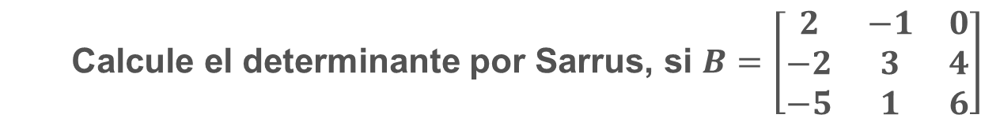 Calcule el determinante por Sarrus, si B = [2 −1 0
−2 3 4
−5 1 6]